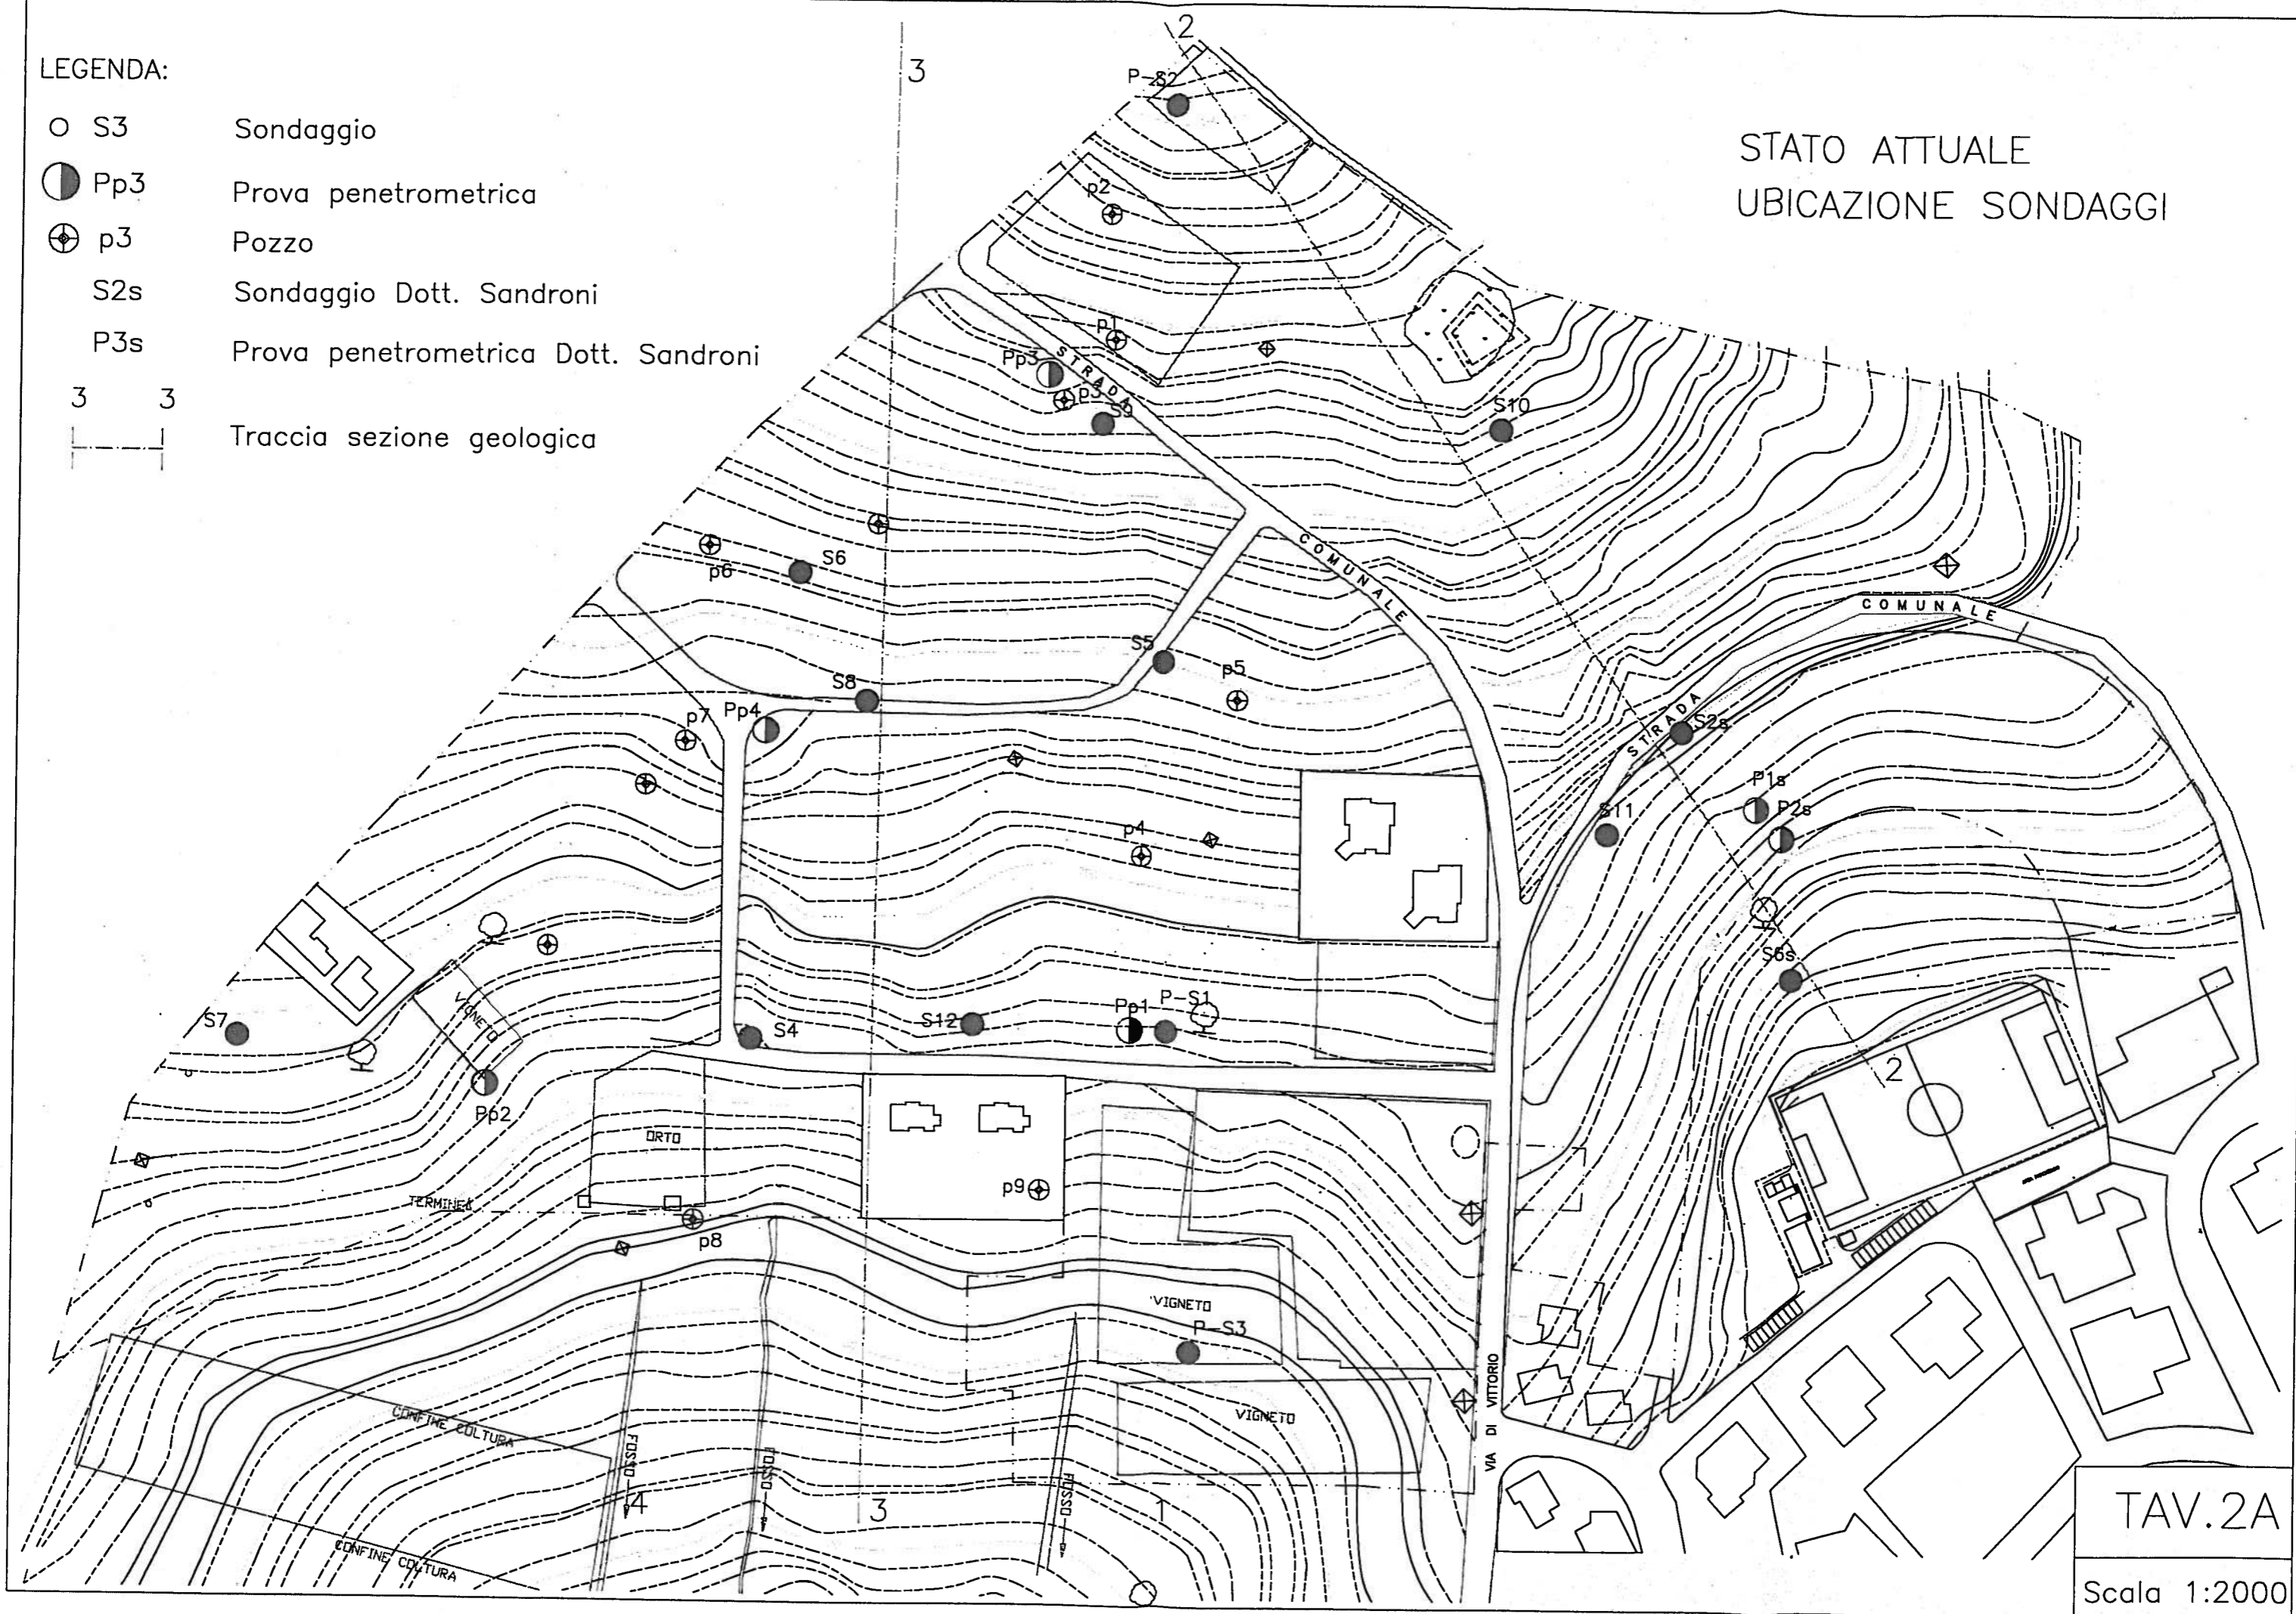 LEGENDA:
S3 Sondaggio
Pp3 Prova penetrometrica
p3 Pozzo
S2s Sondaggio Dott. Sandroni
P3s Prova penetrometrica Dott. Sandroni
3 3
Traccia sezione geologica
STATO ATTUALE
UBICAZIONE SONDAGGI
2
3
P-S2
p2
p1
Pp3
STRADA
p3
S9
S10
S6
p6
COMUNALE
COMUNALE
S5
p5
S8
p7
Pp4
STRADA
S2s
P1s
P2s
S11
p4
S6s
S7
VIGNETO
Pp2
S4
S12
Pp1
P-S1
2
ORTO
p9
TERMINEA
p8
VIGNETO
P-S3
VIGNETO
VIA DI VITTORIO
CONFINE COLTURA
FOSSO
FOSSO
FOSSO
4
3
1
CONFINE COLTURA
TAV.2A
Scala 1:2000